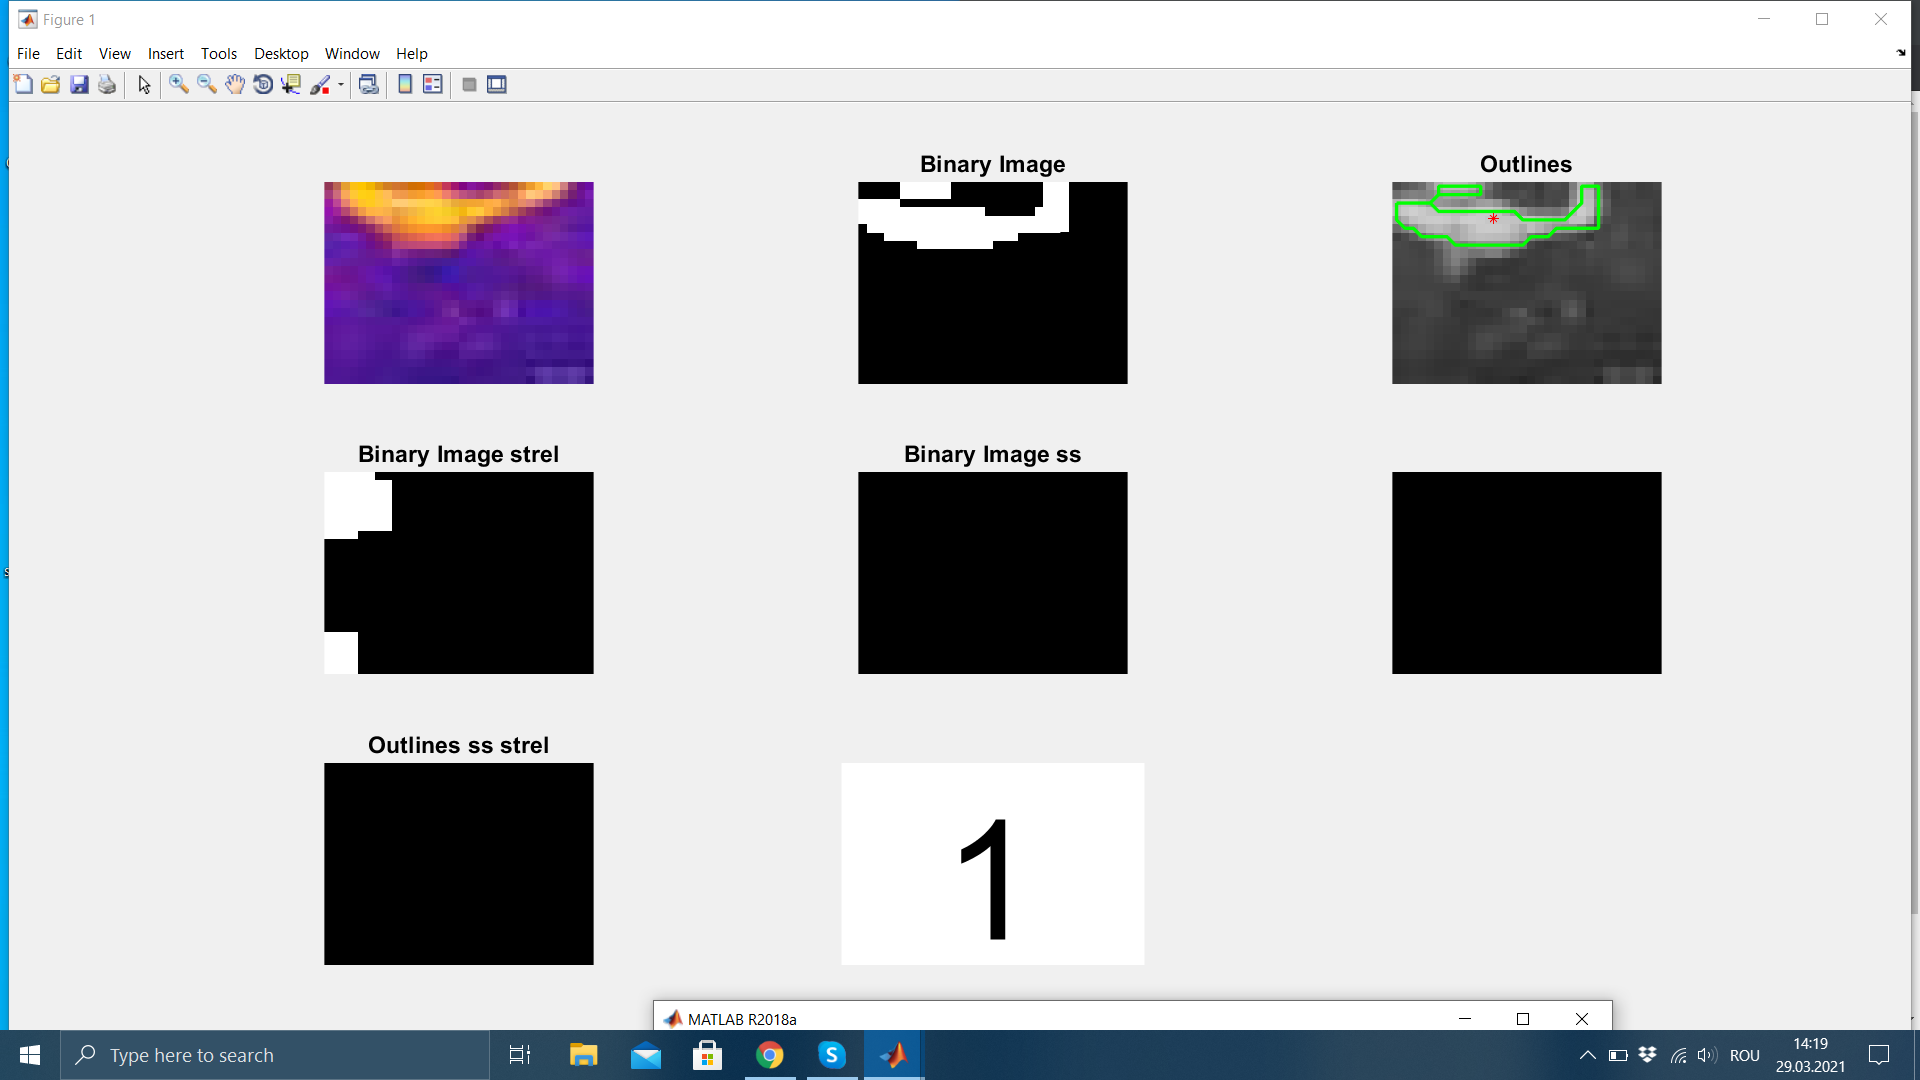 Figure 1
File Edit View Insert Tools Desktop Window Help
Binary Image
Outlines
Binary Image strel
Binary Image ss
Outlines ss strel
1
MATLAB R2018a
Type here to search
ROU
14:19
29.03.2021